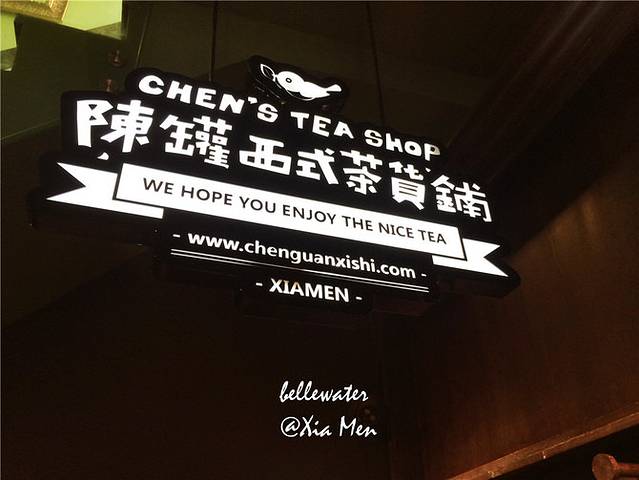 CHEN'S TEA SHOP
陳罐西式茶貨鋪
WE HOPE YOU ENJOY THE NICE TEA
- www.chenguanxishi.com -
- XIAMEN -
bellewater
@Xia Men